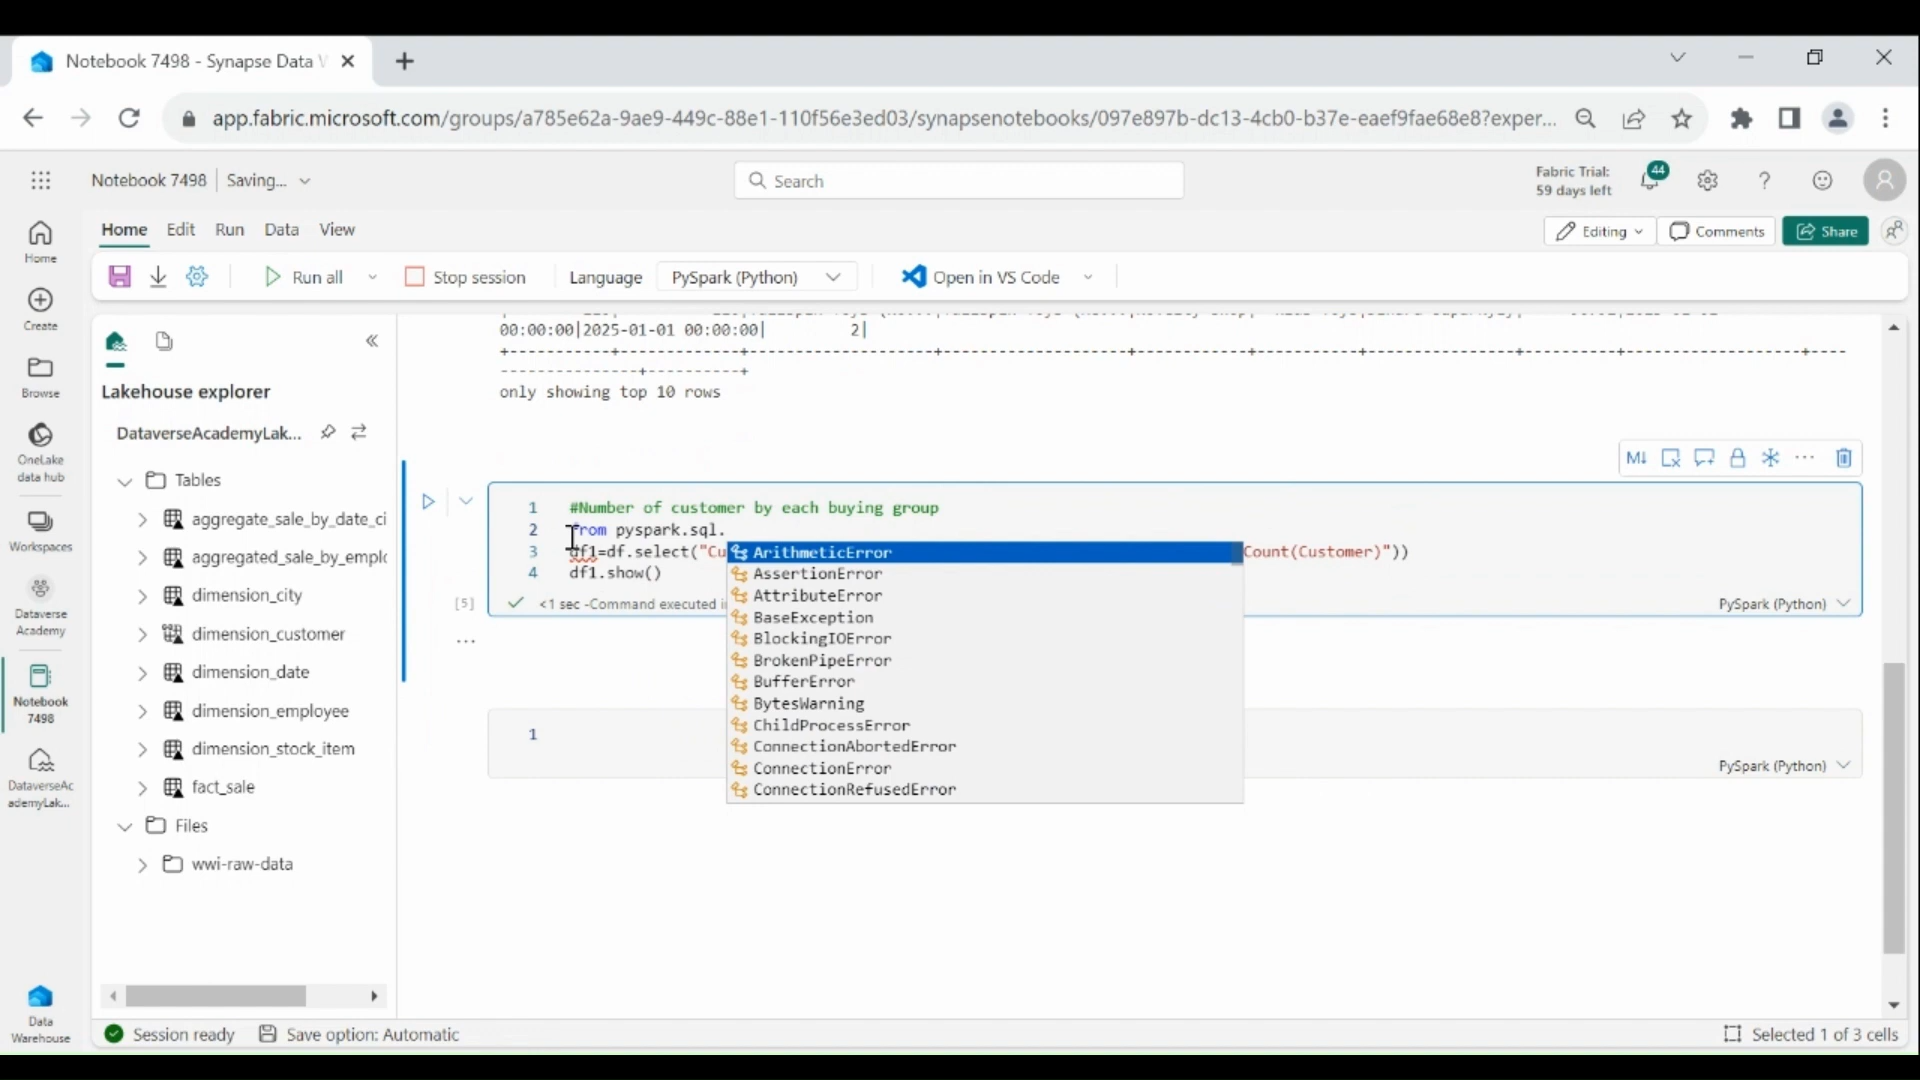 Notebook 7498 - Synapse Data
app.fabric.microsoft.com/groups/a785e62a-9ae9-449c-88e1-110f56e3ed03/synapsenotebooks/097e897b-dc13-4cb0-b37e-eaef9fae68e8?exper...
Notebook 7498 Saving...
Search
Fabric Trial:
59 days left
44
Home Edit Run Data View
Editing Comments Share
Run all Stop session Language PySpark (Python) Open in VS Code
Home
Create
Browse
OneLake
data hub
Workspaces
Dataverse
Academy
Notebook
7498
DataverseAc
ademyLak...
Data
Warehouse
Lakehouse explorer
DataverseAcademyLak...
Tables
aggregate_sale_by_date_ci
aggregated_sale_by_emplo
dimension_city
dimension_customer
dimension_date
dimension_employee
dimension_stock_item
fact_sale
Files
wwi-raw-data
00:00:00|2025-01-01 00:00:00| 2|
only showing top 10 rows
M↓
1 #Number of customer by each buying group
2 from pyspark.sql.
3 df1=df.select("Cu Count(Customer)"))
4 df1.show()
[5] <1 sec -Command executed i
PySpark (Python)
...
ArithmeticError
AssertionError
AttributeError
BaseException
BlockingIOError
BrokenPipeError
BufferError
BytesWarning
ChildProcessError
ConnectionAbortedError
ConnectionError
ConnectionRefusedError
1
PySpark (Python)
Session ready Save option: Automatic
Selected 1 of 3 cells